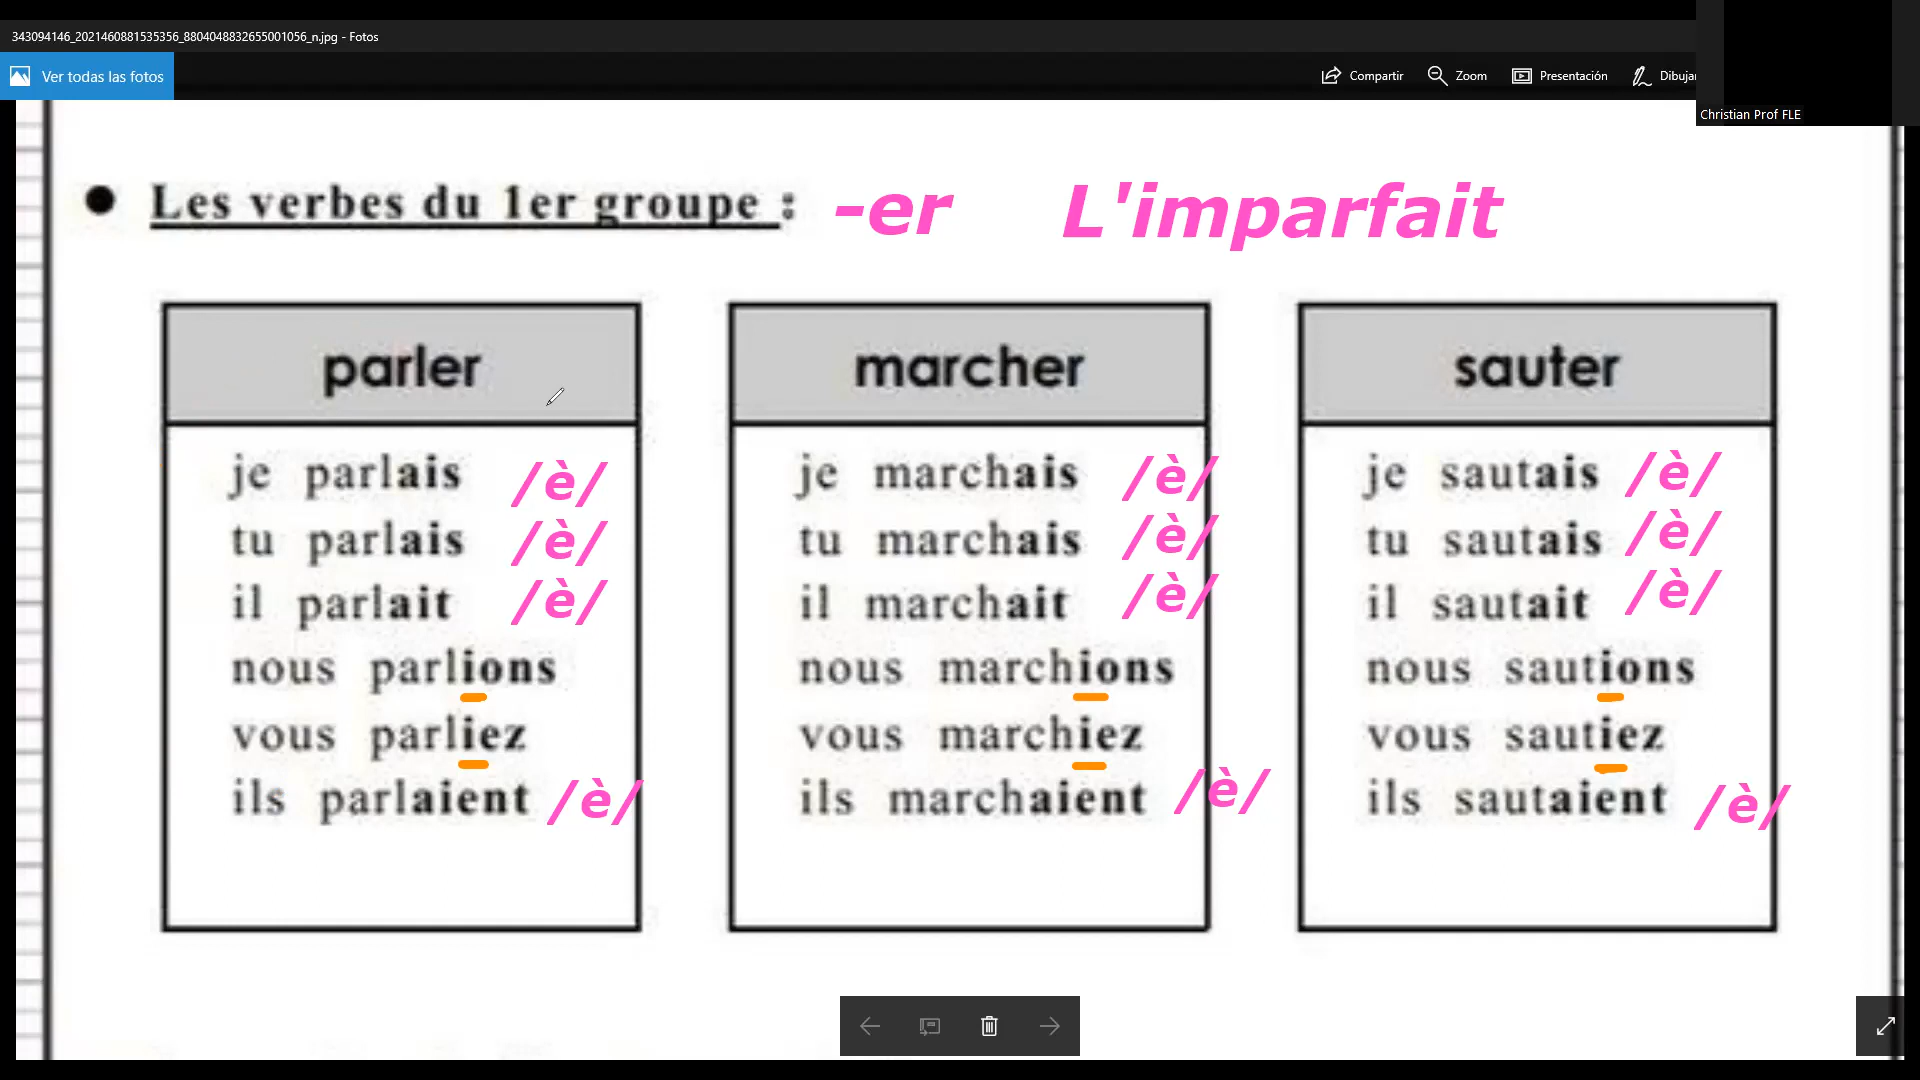 343094146_2021460881535356_8804048832655001056_n.jpg - Fotos
Ver todas las fotos
Compartir Zoom Presentación Dibujar
Christian Prof FLE
Les verbes du 1er groupe : -er L'imparfait
parler
je parlais /è/
tu parlais /è/
il parlait /è/
nous parlions
vous parliez
ils parlaient /è/
marcher
je marchais /è/
tu marchais /è/
il marchait /è/
nous marchions
vous marchiez
ils marchaient /è/
sauter
je sautais /è/
tu sautais /è/
il sautait /è/
nous sautions
vous sautiez
ils sautaient /è/